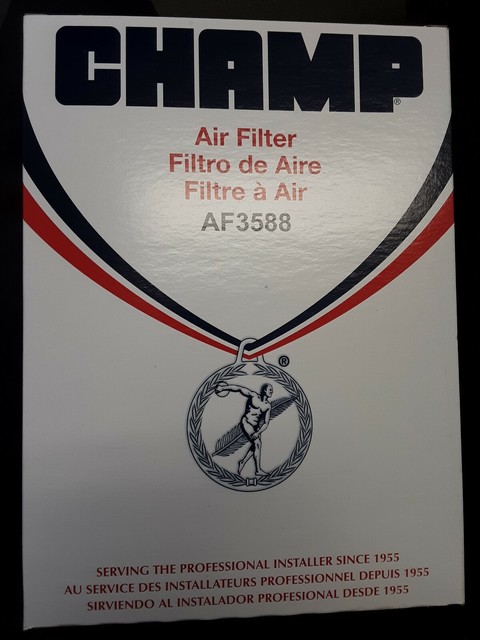 CHAMP®
Air Filter
Filtro de Aire
Filtre à Air
AF3588
®
SERVING THE PROFESSIONAL INSTALLER SINCE 1955
AU SERVICE DES INSTALLATEURS PROFESSIONNEL DEPUIS 1955
SIRVIENDO AL INSTALADOR PROFESIONAL DESDE 1955